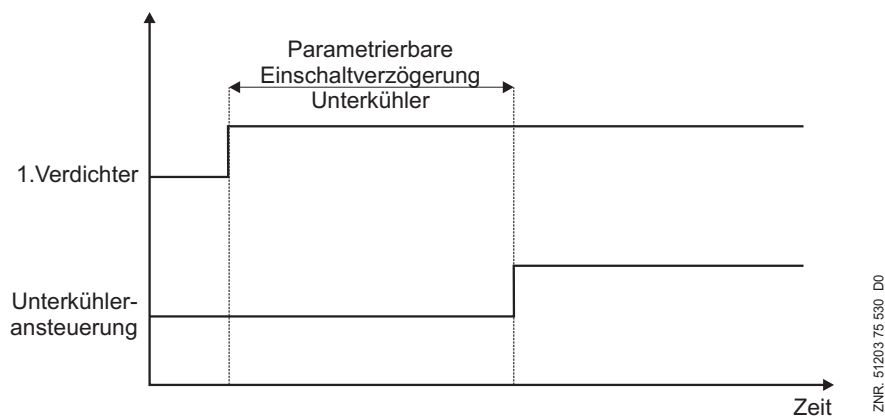 Parametrierbare
Einschaltverzögerung
Unterkühler
1.Verdichter
Unterkühler-
ansteuerung
Zeit
ZNR. 51203 75 530 D0